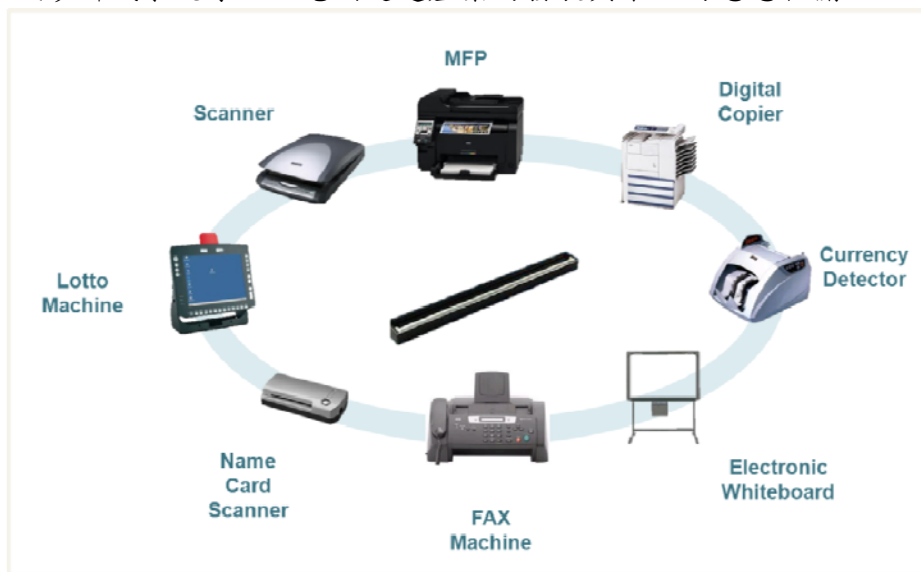 MFP
Digital
Copier
Scanner
Currency
Detector
Lotto
Machine
Name
Card
Scanner
FAX
Machine
Electronic
Whiteboard